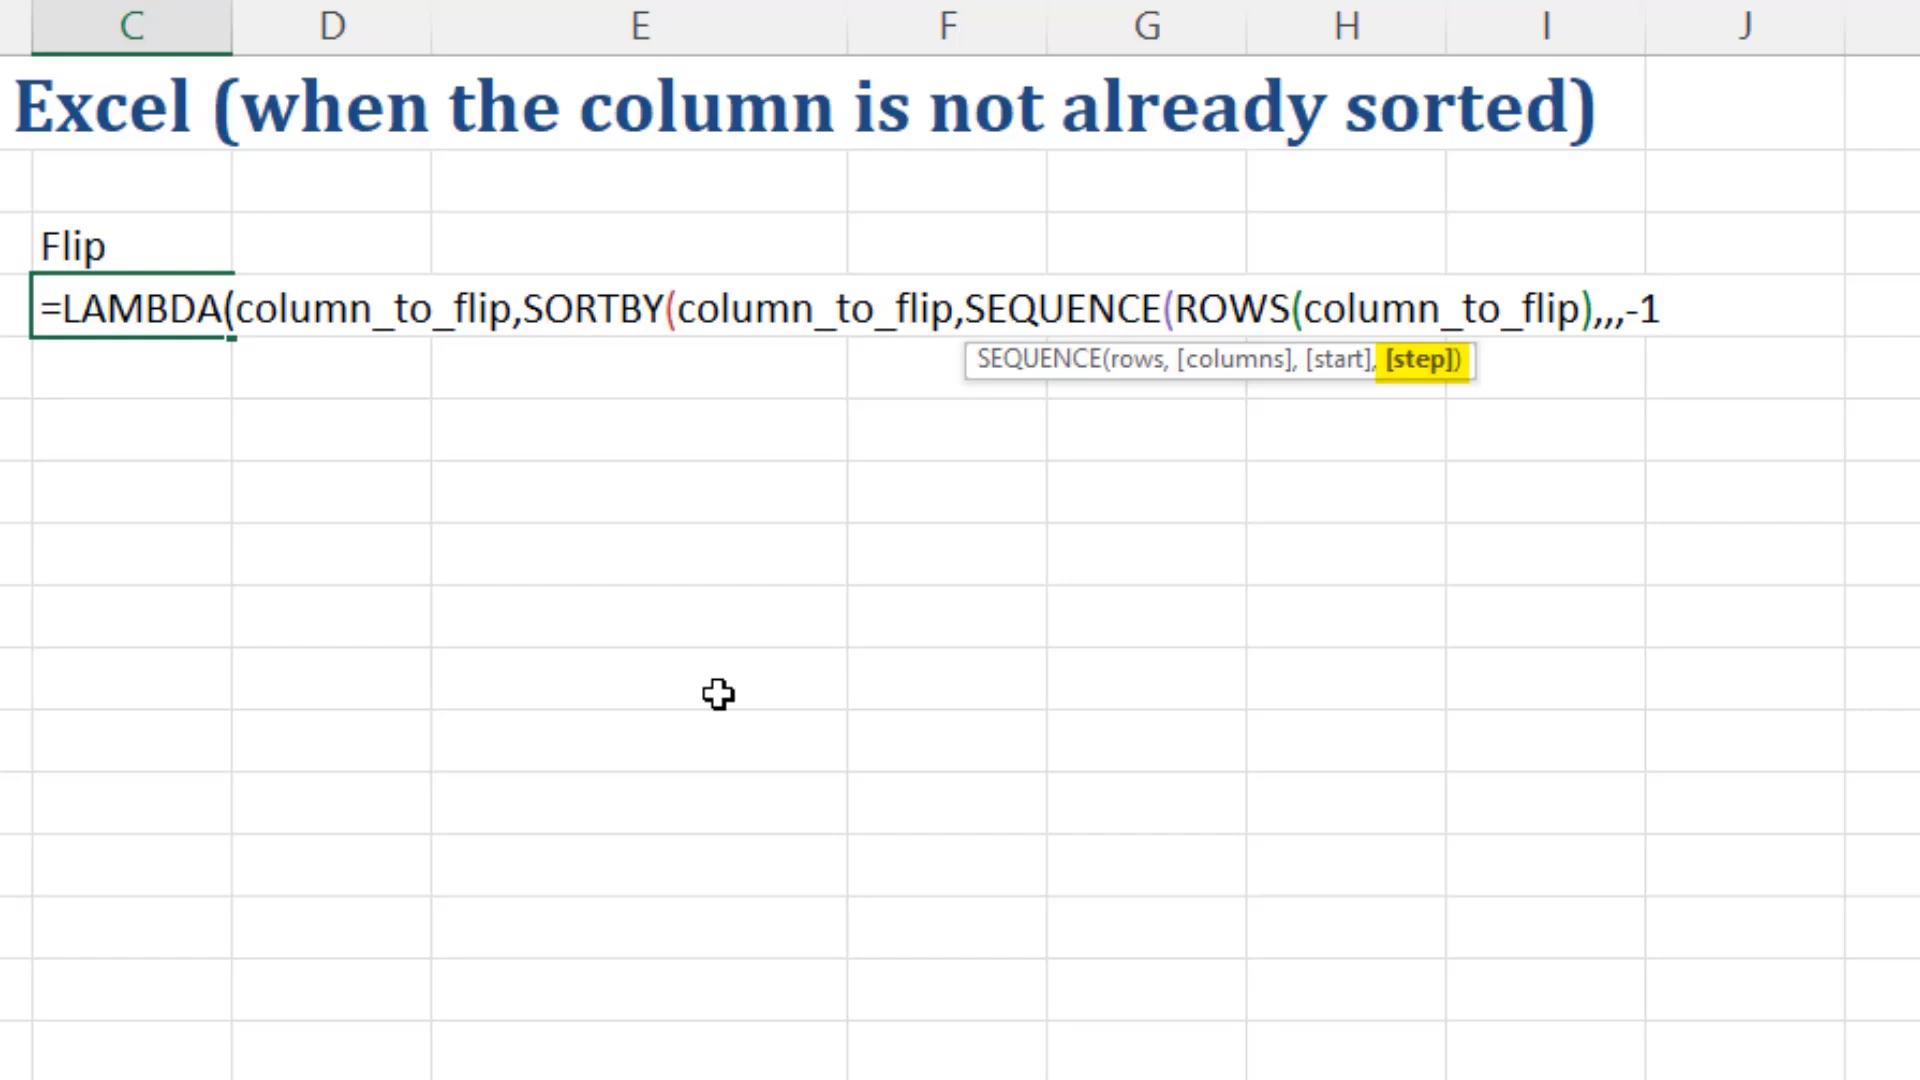 C D E F G H I J
Excel (when the column is not already sorted)
Flip
=LAMBDA(column_to_flip,SORTBY(column_to_flip,SEQUENCE(ROWS(column_to_flip),,,-1
SEQUENCE(rows, [columns], [start], [step])